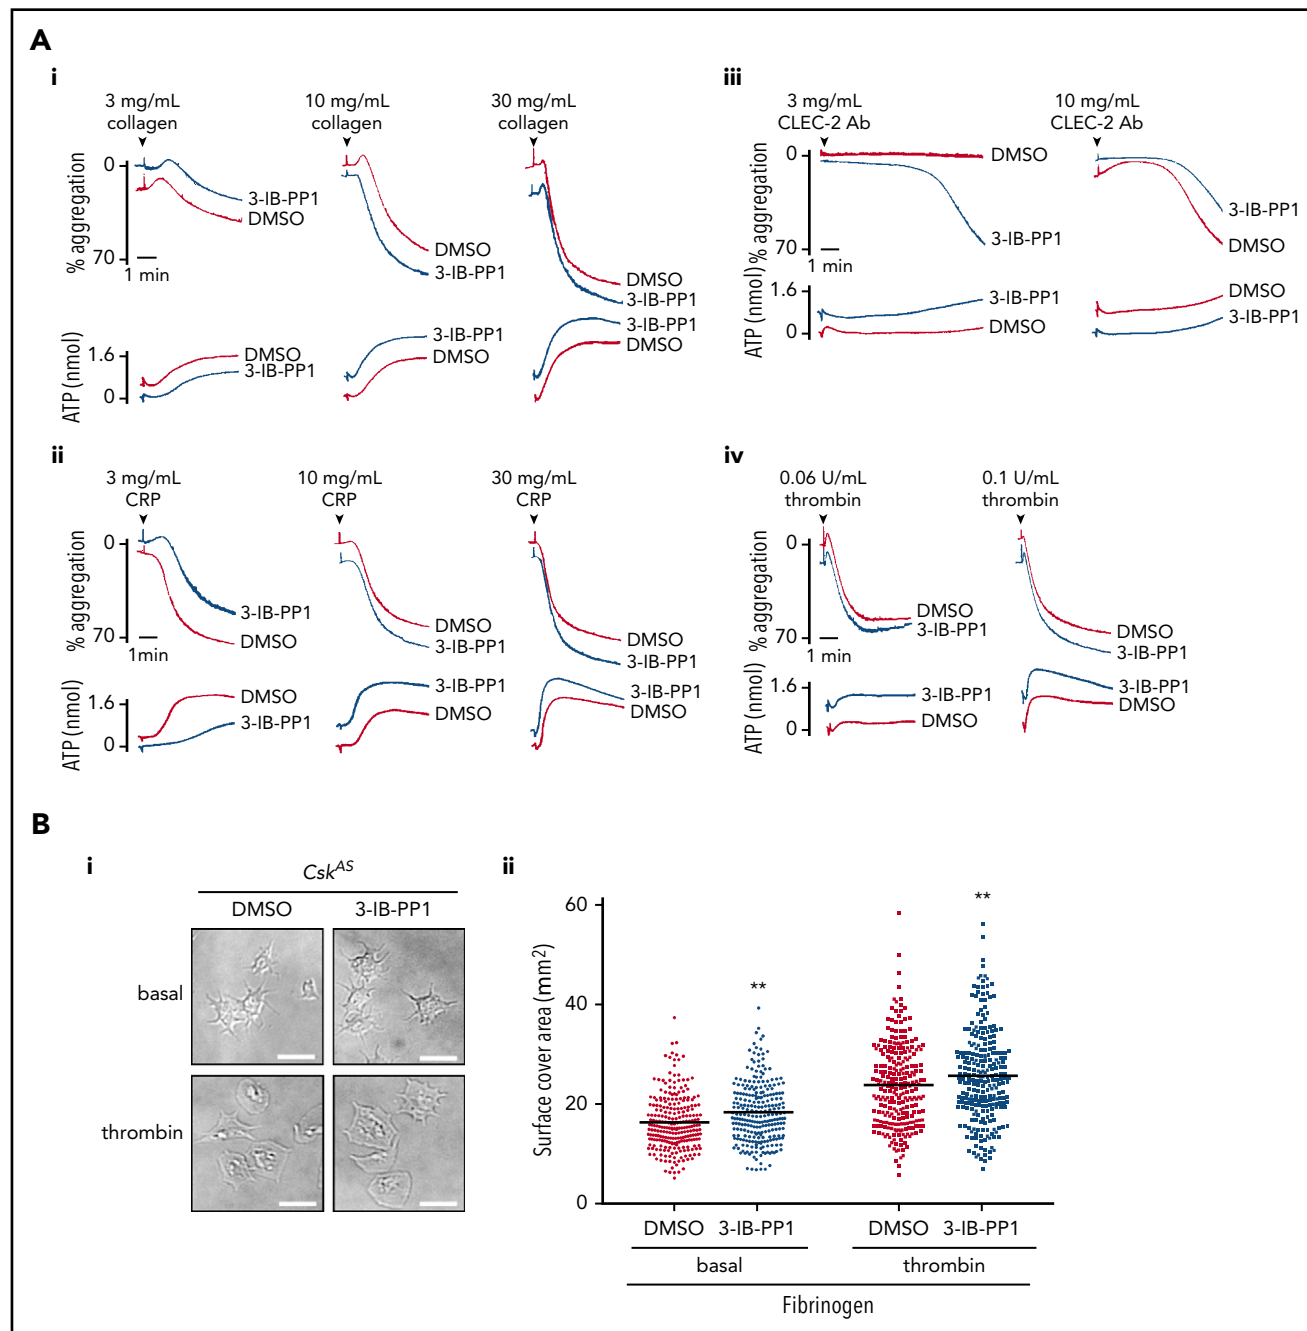 A
i
3 mg/mL collagen
10 mg/mL collagen
30 mg/mL collagen
% aggregation
0
70
1 min
3-IB-PP1
DMSO
DMSO
3-IB-PP1
DMSO
3-IB-PP1
ATP (nmol)
1.6
0
DMSO
3-IB-PP1
3-IB-PP1
DMSO
3-IB-PP1
DMSO
ii
3 mg/mL CRP
10 mg/mL CRP
30 mg/mL CRP
% aggregation
0
70
1min
3-IB-PP1
DMSO
DMSO
3-IB-PP1
DMSO
3-IB-PP1
ATP (nmol)
1.6
0
DMSO
3-IB-PP1
3-IB-PP1
DMSO
3-IB-PP1
DMSO
iii
3 mg/mL CLEC-2 Ab
10 mg/mL CLEC-2 Ab
% aggregation
0
70
1 min
DMSO
3-IB-PP1
3-IB-PP1
DMSO
ATP (nmol)
1.6
0
3-IB-PP1
DMSO
DMSO
3-IB-PP1
iv
0.06 U/mL thrombin
0.1 U/mL thrombin
% aggregation
0
70
1 min
DMSO
3-IB-PP1
DMSO
3-IB-PP1
ATP (nmol)
1.6
0
3-IB-PP1
DMSO
3-IB-PP1
DMSO
B
i
Csk^AS
DMSO
3-IB-PP1
basal
thrombin
ii
Surface cover area (mm²)
60
40
20
0
**
**
DMSO
3-IB-PP1
DMSO
3-IB-PP1
basal
thrombin
Fibrinogen